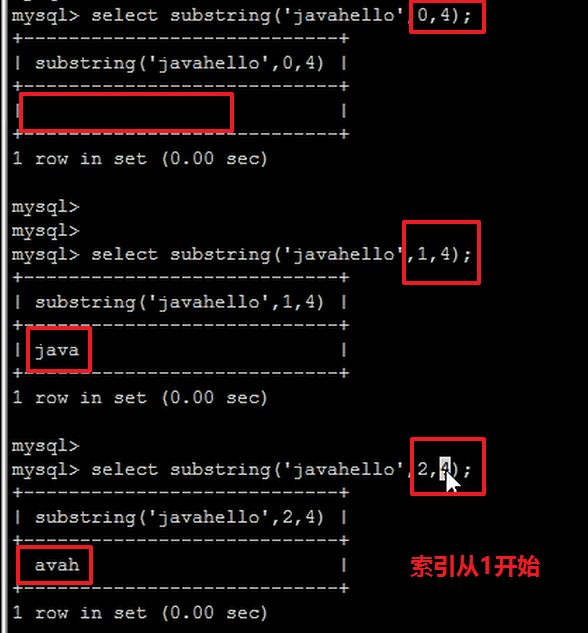 mysql> select substring('javahello',0,4);
+----------------------------+
| substring('javahello',0,4) |
+----------------------------+
|                            |
+----------------------------+
1 row in set (0.00 sec)
mysql>
mysql>
mysql> select substring('javahello',1,4);
+----------------------------+
| substring('javahello',1,4) |
+----------------------------+
| java                       |
+----------------------------+
1 row in set (0.00 sec)
mysql>
mysql> select substring('javahello',2,4);
+----------------------------+
| substring('javahello',2,4) |
+----------------------------+
| avah                       |
索引从1开始
+----------------------------+
1 row in set (0.00 sec)